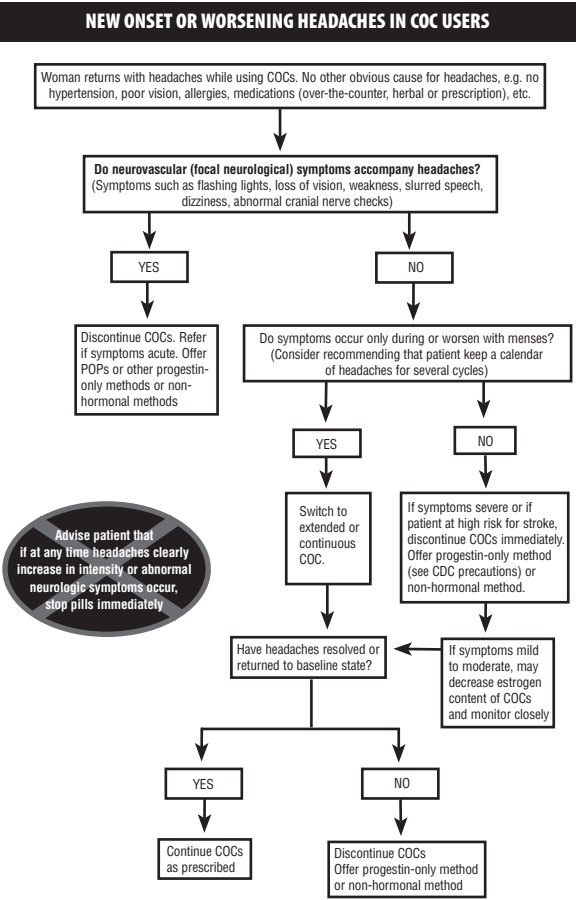 NEW ONSET OR WORSENING HEADACHES IN COC USERS
Woman returns with headaches while using COCs. No other obvious cause for headaches, e.g. no
hypertension, poor vision, allergies, medications (over-the-counter, herbal or prescription), etc.
Do neurovascular (focal neurological) symptoms accompany headaches?
(Symptoms such as flashing lights, loss of vision, weakness, slurred speech,
dizziness, abnormal cranial nerve checks)
YES
NO
Discontinue COCs. Refer
if symptoms acute. Offer
POPs or other progestin-
only methods or non-
hormonal methods
Do symptoms occur only during or worsen with menses?
(Consider recommending that patient keep a calendar
of headaches for several cycles)
YES
NO
Switch to
extended or
continuous
COC.
If symptoms severe or if
patient at high risk for stroke,
discontinue COCs immediately.
Offer progestin-only method
(see CDC precautions) or
non-hormonal method.
Advise patient that
if at any time headaches clearly
increase in intensity or abnormal
neurologic symptoms occur,
stop pills immediately
Have headaches resolved or
returned to baseline state?
If symptoms mild
to moderate, may
decrease estrogen
content of COCs
and monitor closely
YES
NO
Continue COCs
as prescribed
Discontinue COCs
Offer progestin-only method
or non-hormonal method